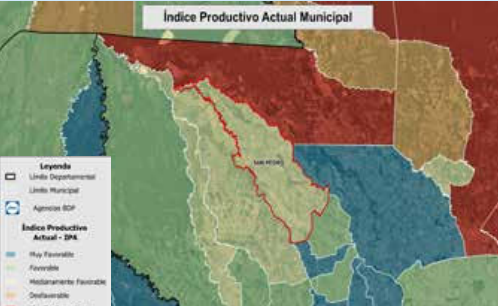 Índice Productivo Actual Municipal
SAN PEDRO
Leyenda
Límite Departamental
Límite Municipal
Agencias BDP
Índice Productivo
Actual - IPA
Muy Favorable
Favorable
Medianamente Favorable
Desfavorable